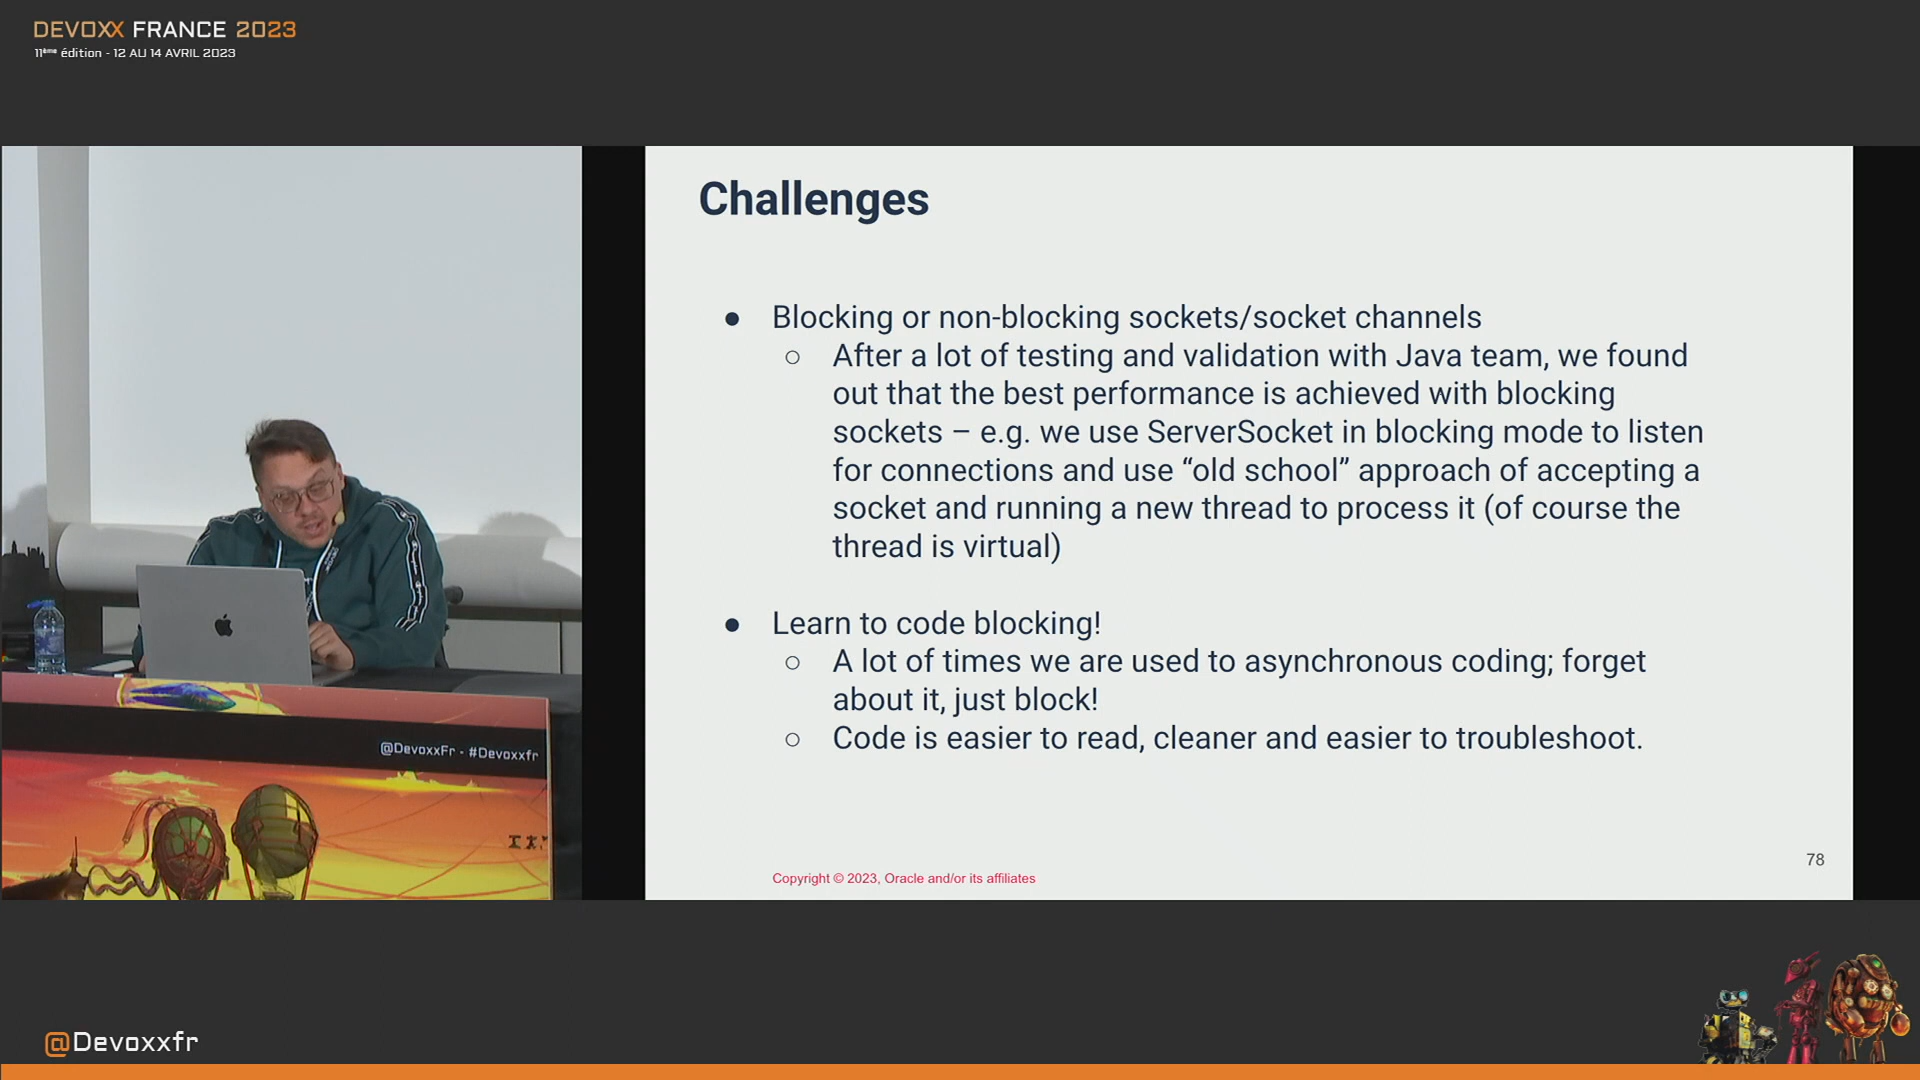 DEVOXX FRANCE 2023
11ème édition - 12 AU 14 AVRIL 2023
Challenges
● Blocking or non-blocking sockets/socket channels
○ After a lot of testing and validation with Java team, we found
out that the best performance is achieved with blocking
sockets – e.g. we use ServerSocket in blocking mode to listen
for connections and use “old school” approach of accepting a
socket and running a new thread to process it (of course the
thread is virtual)
● Learn to code blocking!
○ A lot of times we are used to asynchronous coding; forget
about it, just block!
○ Code is easier to read, cleaner and easier to troubleshoot.
78
Copyright © 2023, Oracle and/or its affiliates
@DevoxxFr - #Devoxxfr
@Devoxxfr